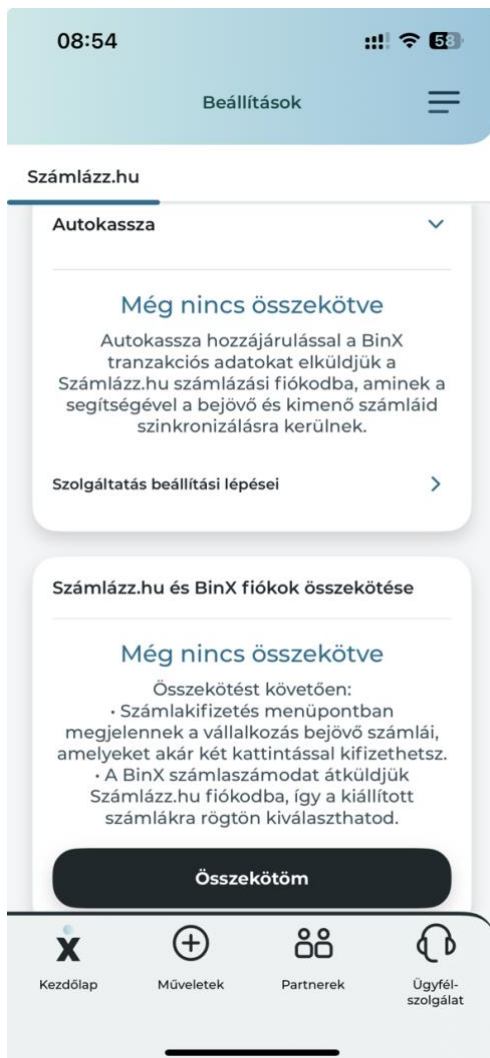 08:54
58
Beállítások
Számlázz.hu
Autokassza
Még nincs összekötve
Autokassza hozzájárulással a BinX
tranzakciós adatokat elküldjük a
Számlázz.hu számlázási fiókodba, aminek a
segítségével a bejövő és kimenő számláid
szinkronizálásra kerülnek.
Szolgáltatás beállítási lépései
Számlázz.hu és BinX fiókok összekötése
Még nincs összekötve
Összekötést követően:
• Számlakifizetés menüpontban
megjelennek a vállalkozás bejövő számlái,
amelyeket akár két kattintással kifizethetsz.
• A BinX számlaszámodat átküldjük
Számlázz.hu fiókodba, így a kiállított
számlákra rögtön kiválaszthatod.
Összekötöm
Kezdőlap
Műveletek
Partnerek
Ügyfél-
szolgálat